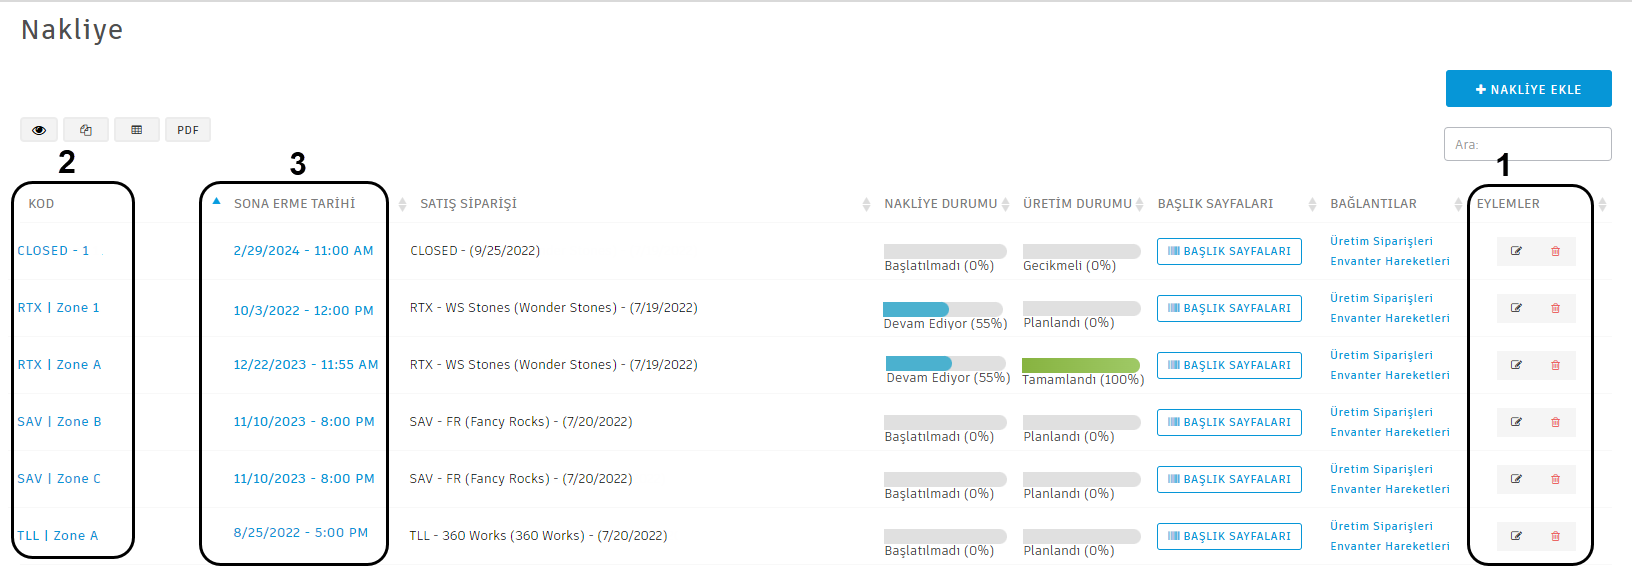 Nakliye
+ NAKLİYE EKLE
PDF
Ara:
2
3
1
KOD
SONA ERME TARİHİ
SATIŞ SİPARİŞİ
NAKLİYE DURUMU
ÜRETİM DURUMU
BAŞLIK SAYFALARI
BAĞLANTILAR
EYLEMLER
CLOSED - 1
2/29/2024 - 11:00 AM
CLOSED - (9/25/2022)
Başlatılmadı (0%)
Gecikmeli (0%)
BAŞLIK SAYFALARI
Üretim Siparişleri
Envanter Hareketleri
RTX | Zone 1
10/3/2022 - 12:00 PM
RTX - WS Stones (Wonder Stones) - (7/19/2022)
Devam Ediyor (55%)
Planlandı (0%)
BAŞLIK SAYFALARI
Üretim Siparişleri
Envanter Hareketleri
RTX | Zone A
12/22/2023 - 11:55 AM
RTX - WS Stones (Wonder Stones) - (7/19/2022)
Devam Ediyor (55%)
Tamamlandı (100%)
BAŞLIK SAYFALARI
Üretim Siparişleri
Envanter Hareketleri
SAV | Zone B
11/10/2023 - 8:00 PM
SAV - FR (Fancy Rocks) - (7/20/2022)
Başlatılmadı (0%)
Planlandı (0%)
BAŞLIK SAYFALARI
Üretim Siparişleri
Envanter Hareketleri
SAV | Zone C
11/10/2023 - 8:00 PM
SAV - FR (Fancy Rocks) - (7/20/2022)
Başlatılmadı (0%)
Planlandı (0%)
BAŞLIK SAYFALARI
Üretim Siparişleri
Envanter Hareketleri
TLL | Zone A
8/25/2022 - 5:00 PM
TLL - 360 Works (360 Works) - (7/20/2022)
Başlatılmadı (0%)
Planlandı (0%)
BAŞLIK SAYFALARI
Üretim Siparişleri
Envanter Hareketleri